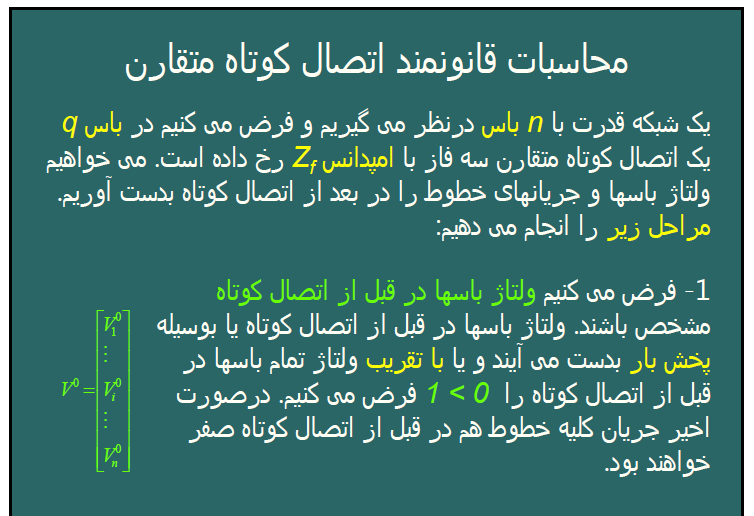 محاسبات قانونمند اتصال کوتاه متقارن
یک شبکه قدرت با n باس درنظر می گیریم و فرض می کنیم در باس q
یک اتصال کوتاه متقارن سه فاز با امپدانس Zf رخ داده است. می خواهیم
ولتاژ باسها و جریانهای خطوط را در بعد از اتصال کوتاه بدست آوریم.
مراحل زیر را انجام می دهیم:
1- فرض می کنیم ولتاژ باسها در قبل از اتصال کوتاه
مشخص باشند. ولتاژ باسها در قبل از اتصال کوتاه یا بوسیله
پخش بار بدست می آیند و یا با تقریب ولتاژ تمام باسها در
قبل از اتصال کوتاه را 1 < 0 فرض می کنیم. درصورت
اخیر جریان کلیه خطوط هم در قبل از اتصال کوتاه صفر
خواهند بود.
V⁰ = [V₁⁰ ⋮ Vᵢ⁰ ⋮ Vₙ⁰]